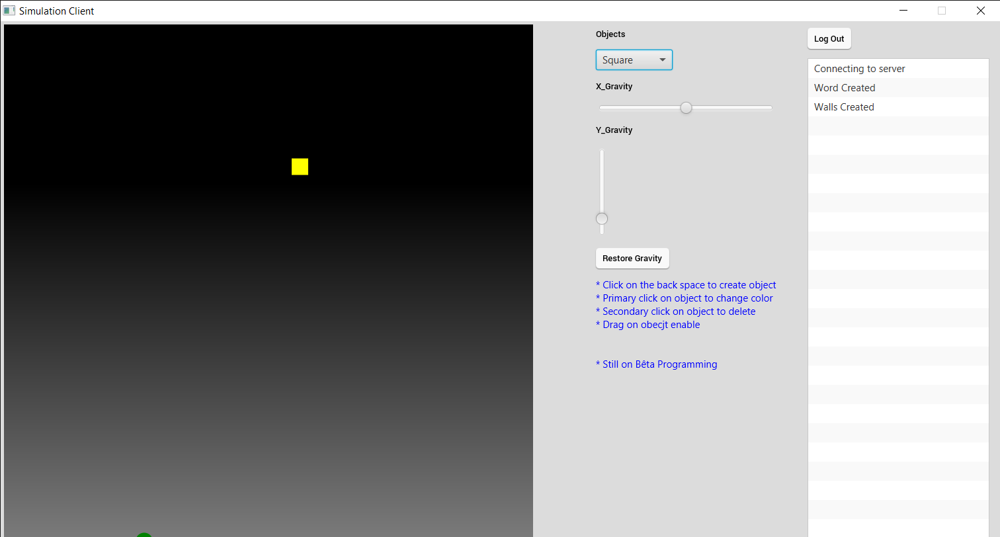 Simulation Client
Objects
Square
X_Gravity
Y_Gravity
Restore Gravity
* Click on the back space to create object
* Primary click on object to change color
* Secondary click on object to delete
* Drag on obecjt enable
* Still on Bêta Programming
Log Out
Connecting to server
Word Created
Walls Created